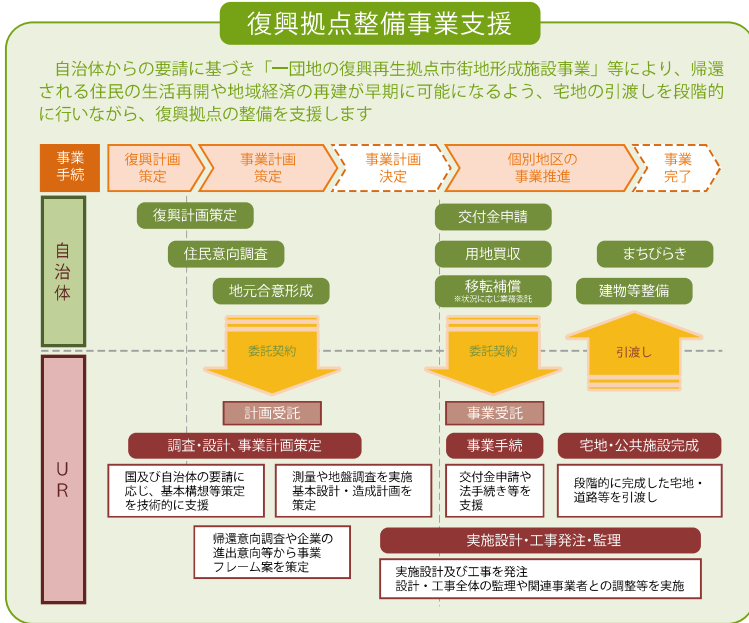 復興拠点整備事業支援
自治体からの要請に基づき「一団地の復興再生拠点市街地形成施設事業」等により、帰還
される住民の生活再開や地域経済の再建が早期に可能になるよう、宅地の引渡しを段階的
に行いながら、復興拠点の整備を支援します
事業
手続
復興計画
策定
事業計画
策定
事業計画
決定
個別地区の
事業推進
事業
完了
自治体
復興計画策定
住民意向調査
地元合意形成
交付金申請
用地買収
移転補償
※状況に応じ業務委託
まちびらき
建物等整備
委託契約
委託契約
引渡し
UR
計画受託
事業受託
調査・設計、事業計画策定
事業手続
宅地・公共施設完成
国及び自治体の要請に
応じ、基本構想等策定
を技術的に支援
測量や地盤調査を実施
基本設計・造成計画を
策定
交付金申請や
法手続き等を
支援
段階的に完成した宅地・
道路等を引渡し
帰還意向調査や企業の
進出意向等から事業
フレーム案を策定
実施設計・工事発注・監理
実施設計及び工事を発注
設計・工事全体の監理や関連事業者との調整等を実施